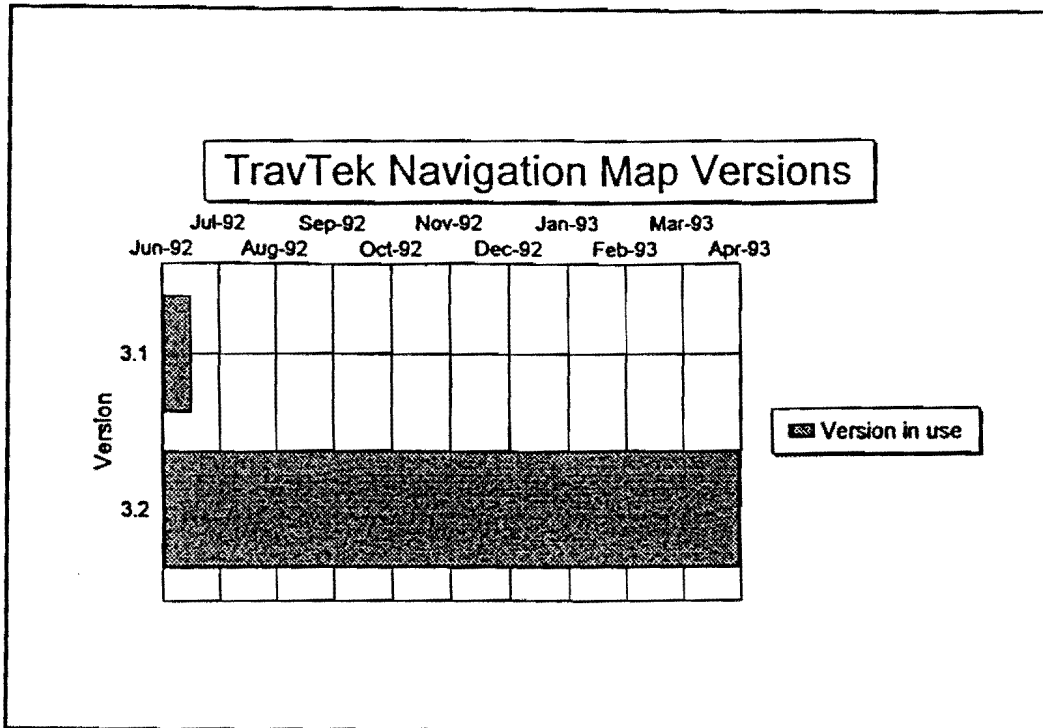 TravTek Navigation Map Versions
Jul-92 Sep-92 Nov-92 Jan-93 Mar-93
Jun-92 Aug-92 Oct-92 Dec-92 Feb-93 Apr-93
3.1
Version
3.2
Version in use